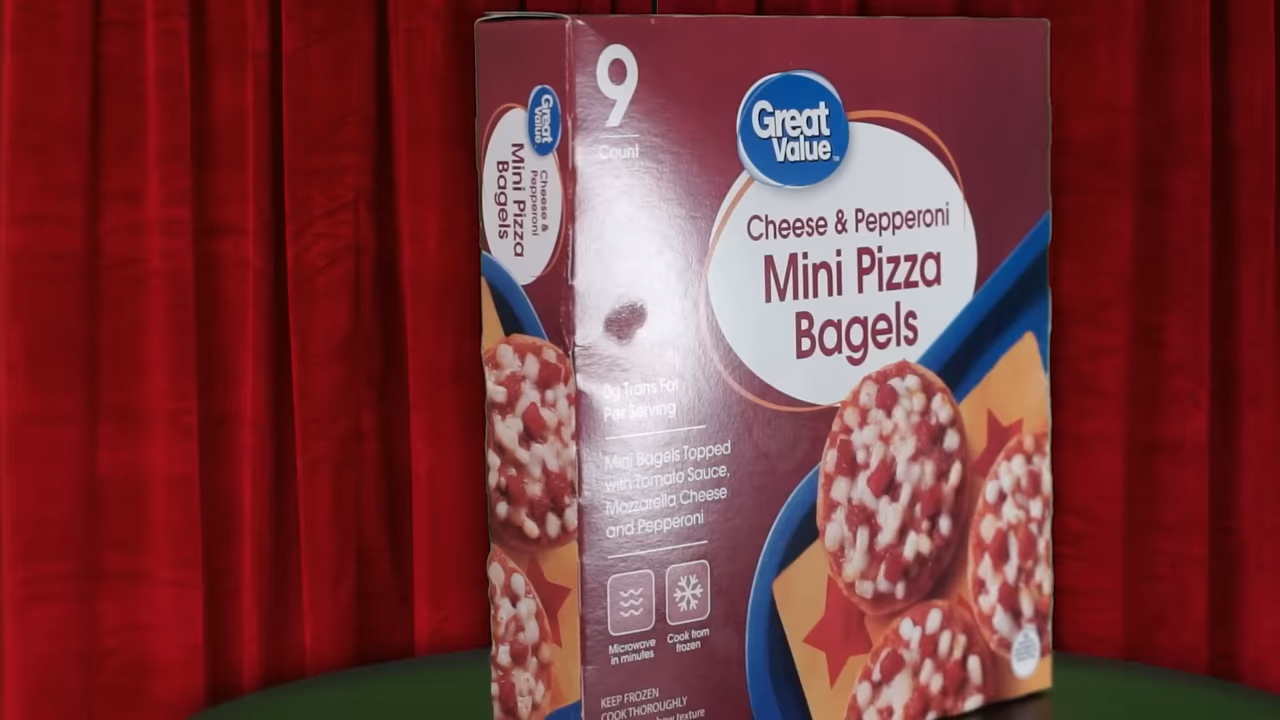 Great
Value
Cheese &
Pepperoni
Mini Pizza
Bagels
9
Count
Great
Value™
Cheese & Pepperoni
Mini Pizza
Bagels
0g Trans Fat
Per Serving
Mini Bagels Topped
with Tomato Sauce,
Mozzarella Cheese
and Pepperoni
Microwave
in minutes
Cook from
frozen
KEEP FROZEN
COOK THOROUGHLY
texture